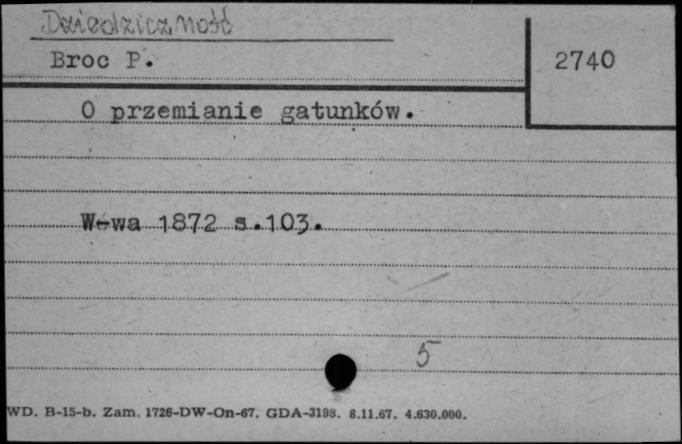 Dziedziczność
Broc P.
2740
O przemianie gatunków.
W-wa 1872 s.103.
5
WD. B-15-b. Zam. 1726-DW-On-67. GDA-3198. 8.11.67. 4.630.000.